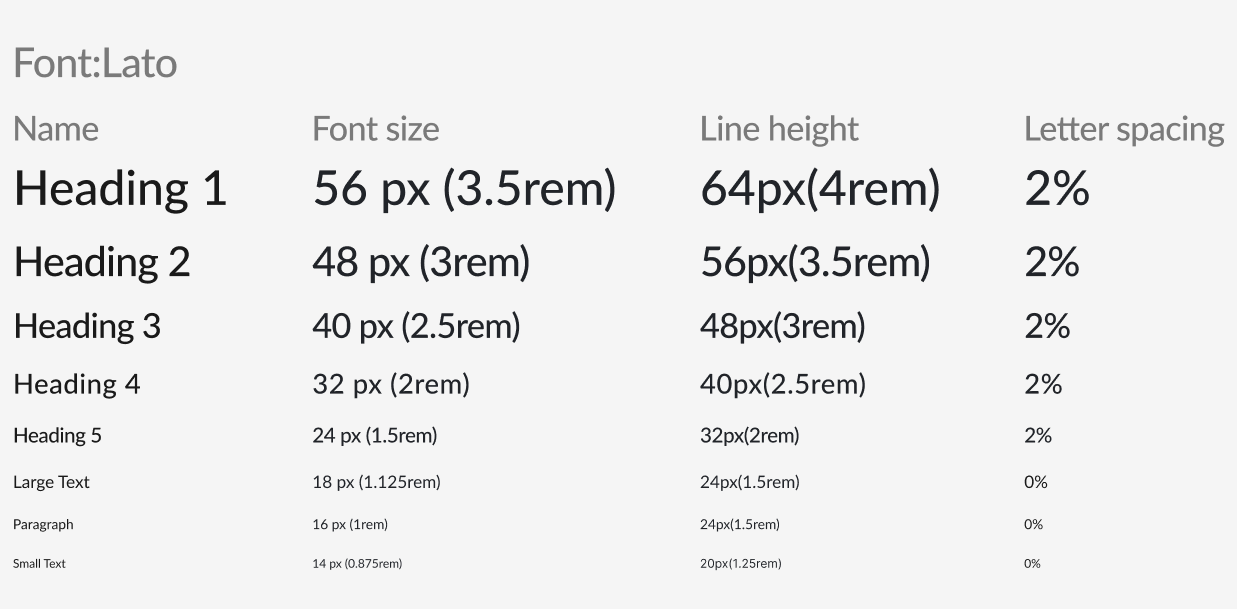 Font:Lato
Name Font size Line height Letter spacing
Heading 1 56 px (3.5rem) 64px(4rem) 2%
Heading 2 48 px (3rem) 56px(3.5rem) 2%
Heading 3 40 px (2.5rem) 48px(3rem) 2%
Heading 4 32 px (2rem) 40px(2.5rem) 2%
Heading 5 24 px (1.5rem) 32px(2rem) 2%
Large Text 18 px (1.125rem) 24px(1.5rem) 0%
Paragraph 16 px (1rem) 24px(1.5rem) 0%
Small Text 14 px (0.875rem) 20px(1.25rem) 0%